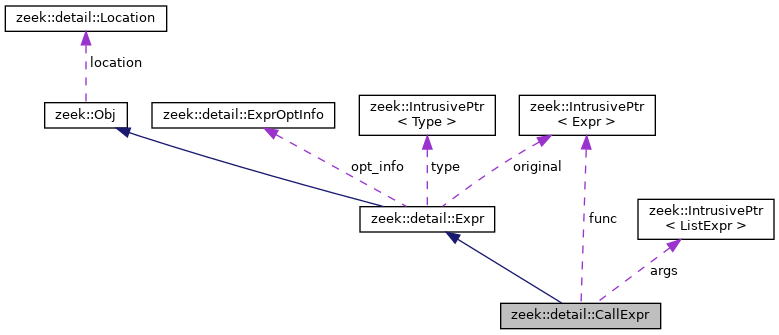 zeek::detail::Location
location
zeek::Obj
zeek::detail::ExprOptInfo
zeek::IntrusivePtr
< Type >
zeek::IntrusivePtr
< Expr >
opt_info
type
original
zeek::detail::Expr
func
zeek::IntrusivePtr
< ListExpr >
args
zeek::detail::CallExpr